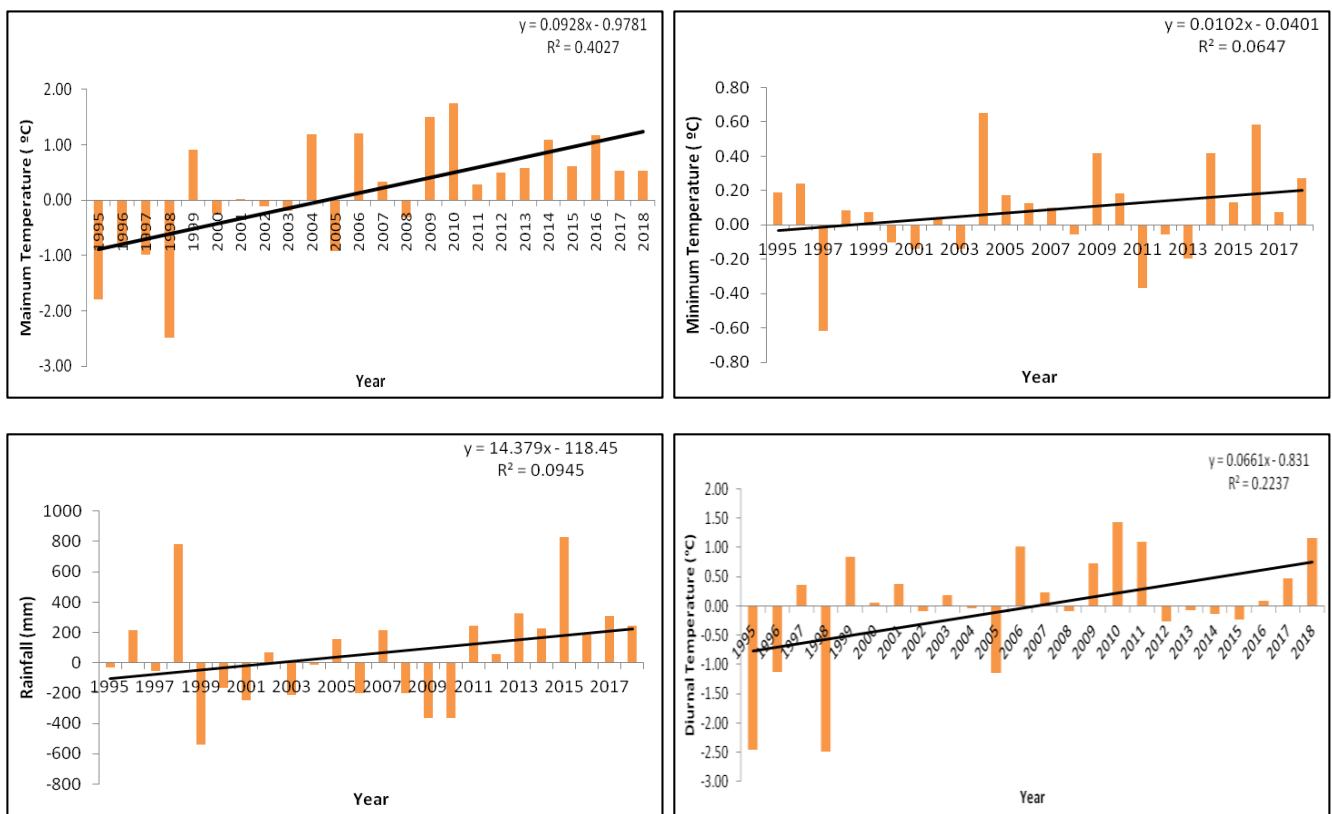 y = 0.0928x - 0.9781
R² = 0.4027
2.00
1.00
0.00
-1.00
-2.00
-3.00
Maimum Temperature ( ºC)
1995 1996 1997 1998 1999 2000 2001 2002 2003 2004 2005 2006 2007 2008 2009 2010 2011 2012 2013 2014 2015 2016 2017 2018
Year
y = 0.0102x - 0.0401
R² = 0.0647
0.80
0.60
0.40
0.20
0.00
-0.20
-0.40
-0.60
-0.80
Minimum Temperature ( ºC)
1995 1997 1999 2001 2003 2005 2007 2009 2011 2013 2015 2017
Year
y = 14.379x - 118.45
R² = 0.0945
1000
800
600
400
200
0
-200
-400
-600
-800
Rainfall (mm)
1995 1997 1999 2001 2003 2005 2007 2009 2011 2013 2015 2017
Year
y = 0.0661x - 0.831
R² = 0.2237
2.00
1.50
1.00
0.50
0.00
-0.50
-1.00
-1.50
-2.00
-2.50
-3.00
Diurnal Temperature (°C)
1995 1996 1997 1998 1999 2000 2001 2002 2003 2004 2005 2006 2007 2008 2009 2010 2011 2012 2013 2014 2015 2016 2017 2018
Year